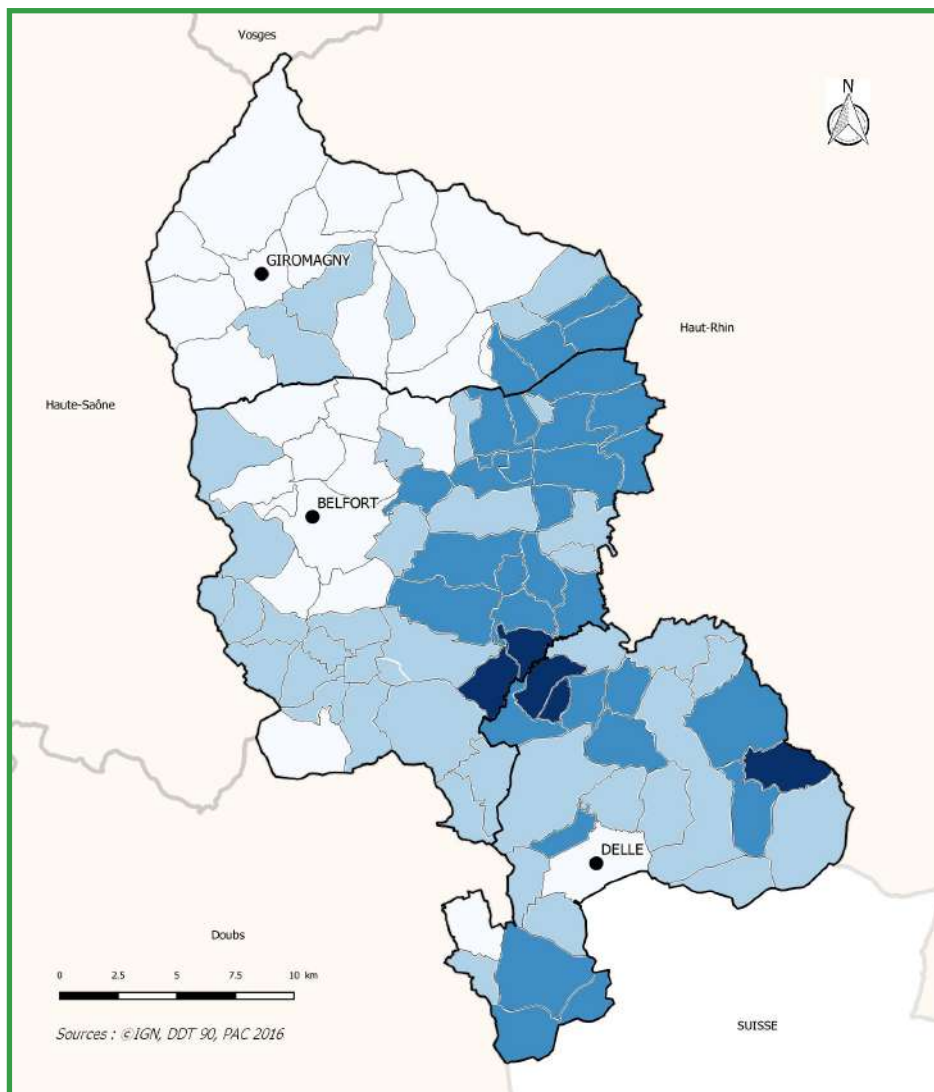 Vosges
N
GIROMAGNY
Haut-Rhin
Haute-Saône
BELFORT
DELLE
Doubs
0 2.5 5 7.5 10 km
SUISSE
Sources : ©IGN, DDT 90, PAC 2016